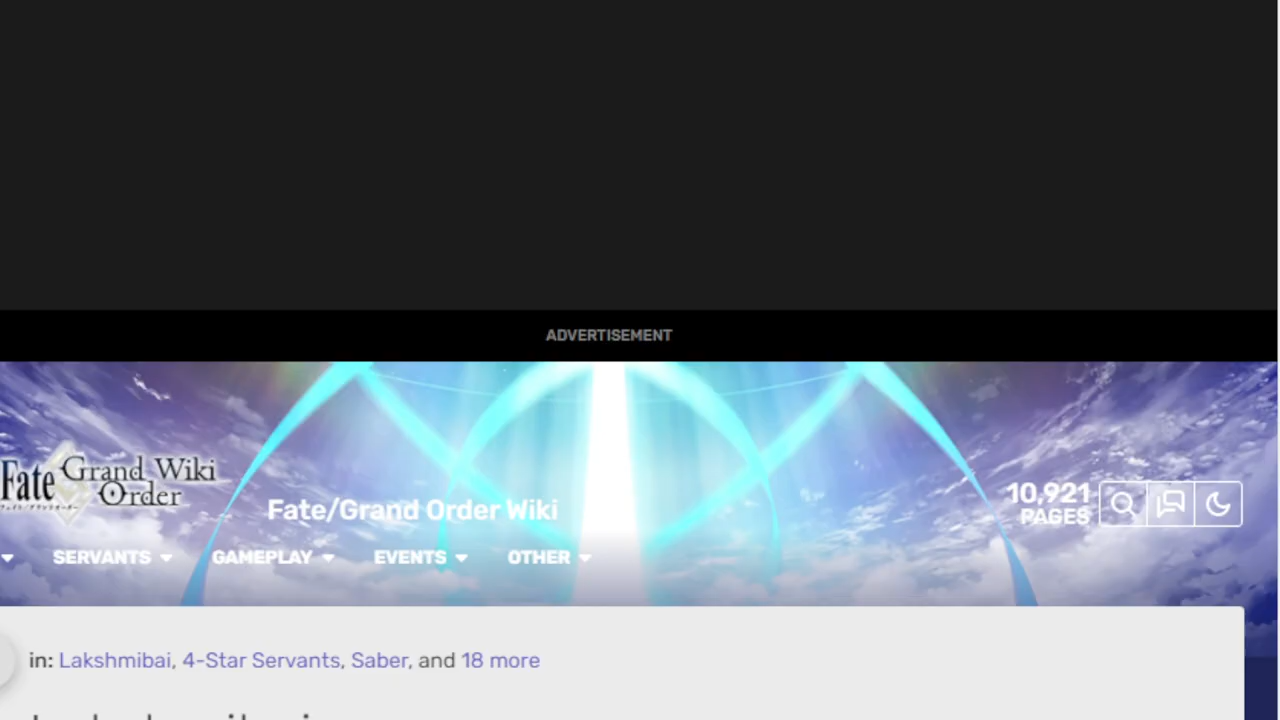 ADVERTISEMENT
Fate Grand Wiki
Order
Fate/Grand Order Wiki
10,921
PAGES
SERVANTS GAMEPLAY EVENTS OTHER
in: Lakshmibai, 4-Star Servants, Saber, and 18 more